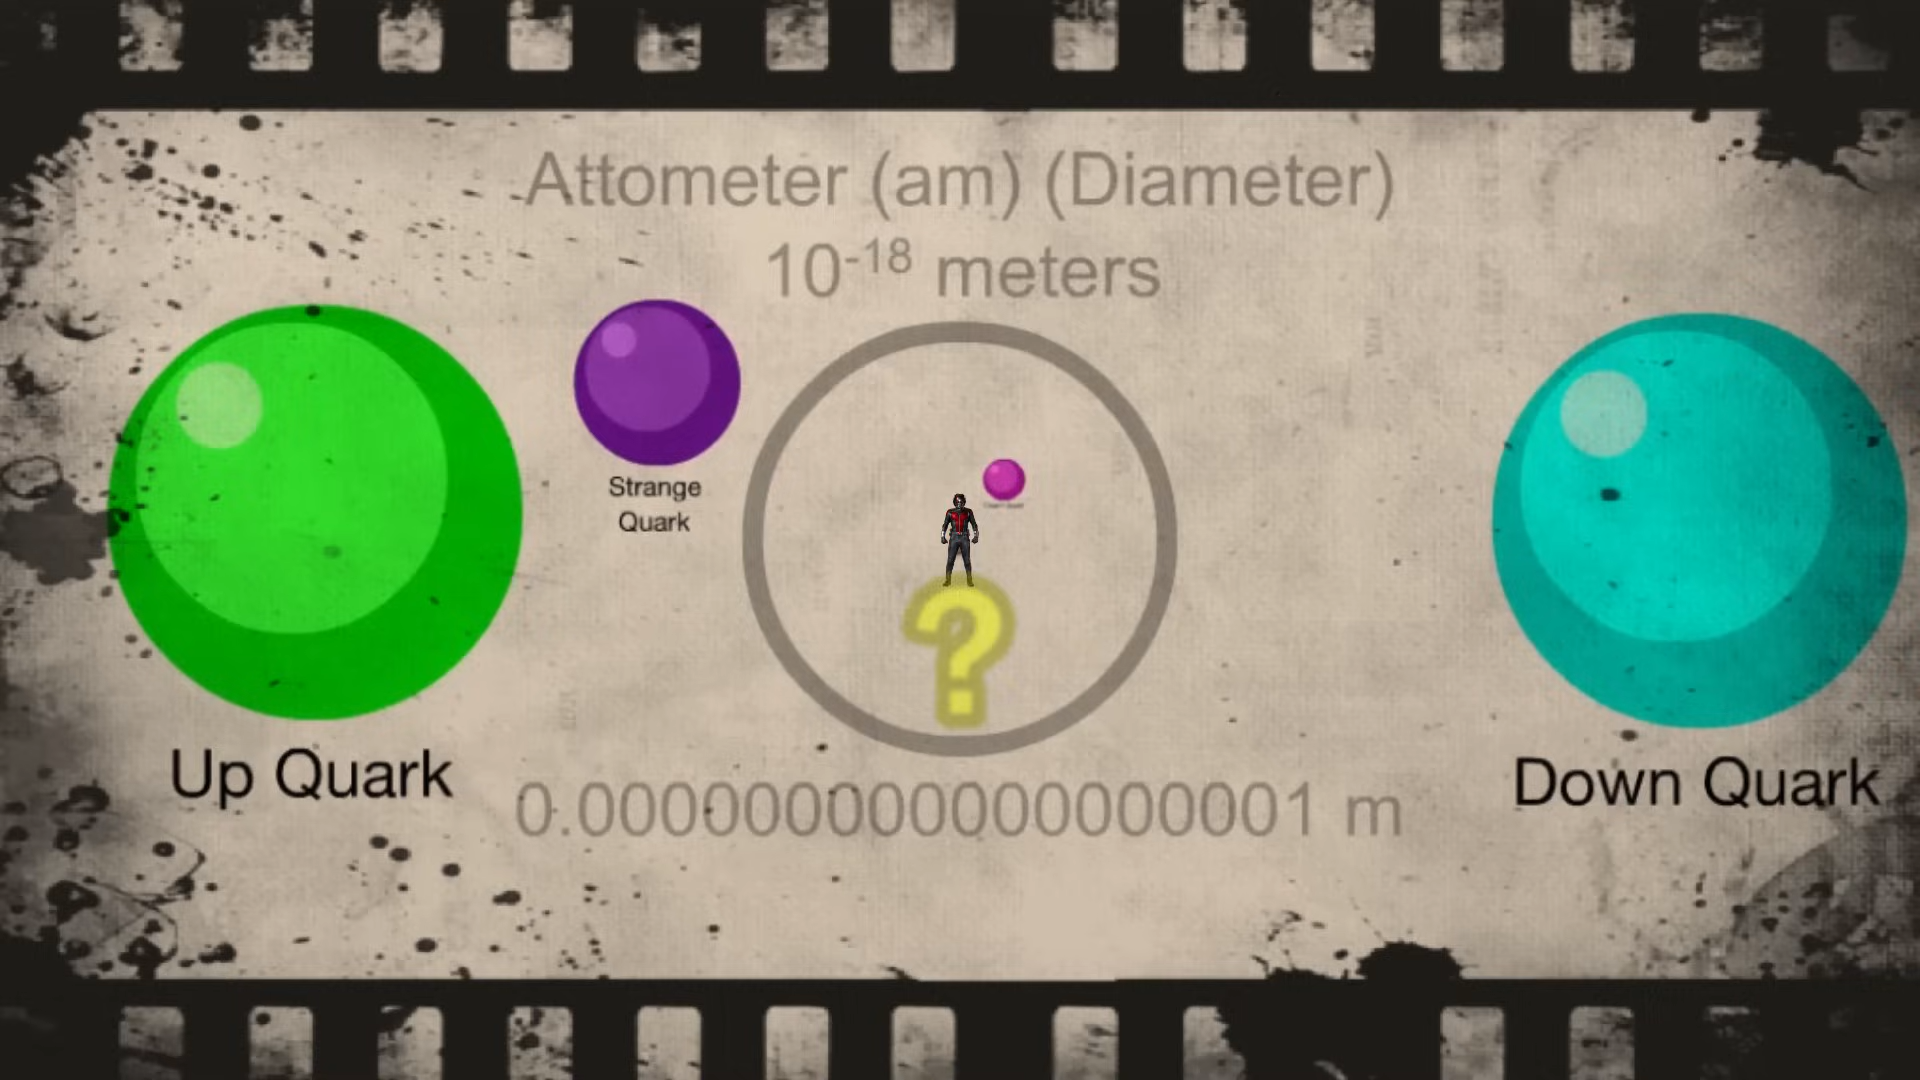 Attometer (am) (Diameter)
10⁻¹⁸ meters
Strange
Quark
?
Up Quark
Down Quark
0.000000000000000001 m